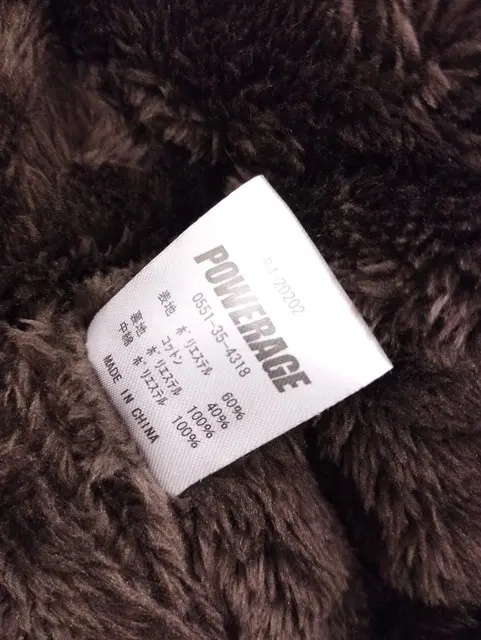 PJ-20202
POWERAGE
0551-35-4318
表地 ポリエステル 60%
コットン 40%
裏地 ポリエステル 100%
中綿 ポリエステル 100%
MADE IN CHINA